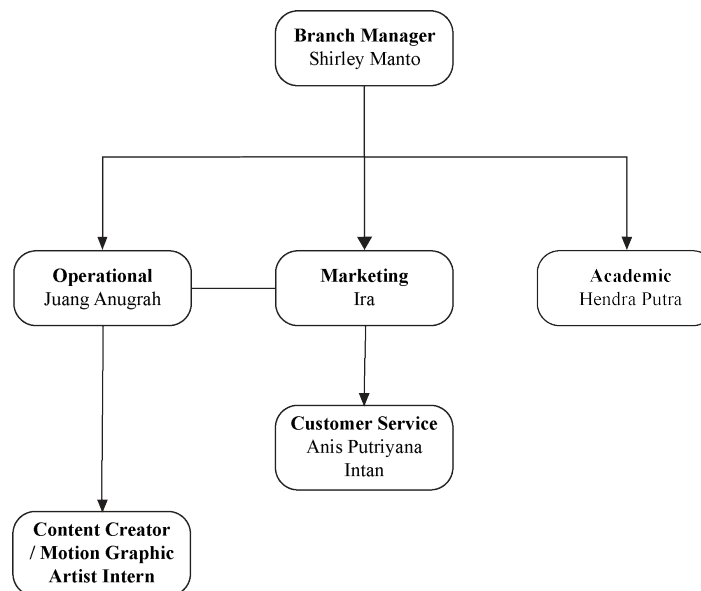 Branch Manager
Shirley Manto
Operational
Juang Anugrah
Marketing
Ira
Academic
Hendra Putra
Customer Service
Anis Putriyana
Intan
Content Creator
/ Motion Graphic
Artist Intern